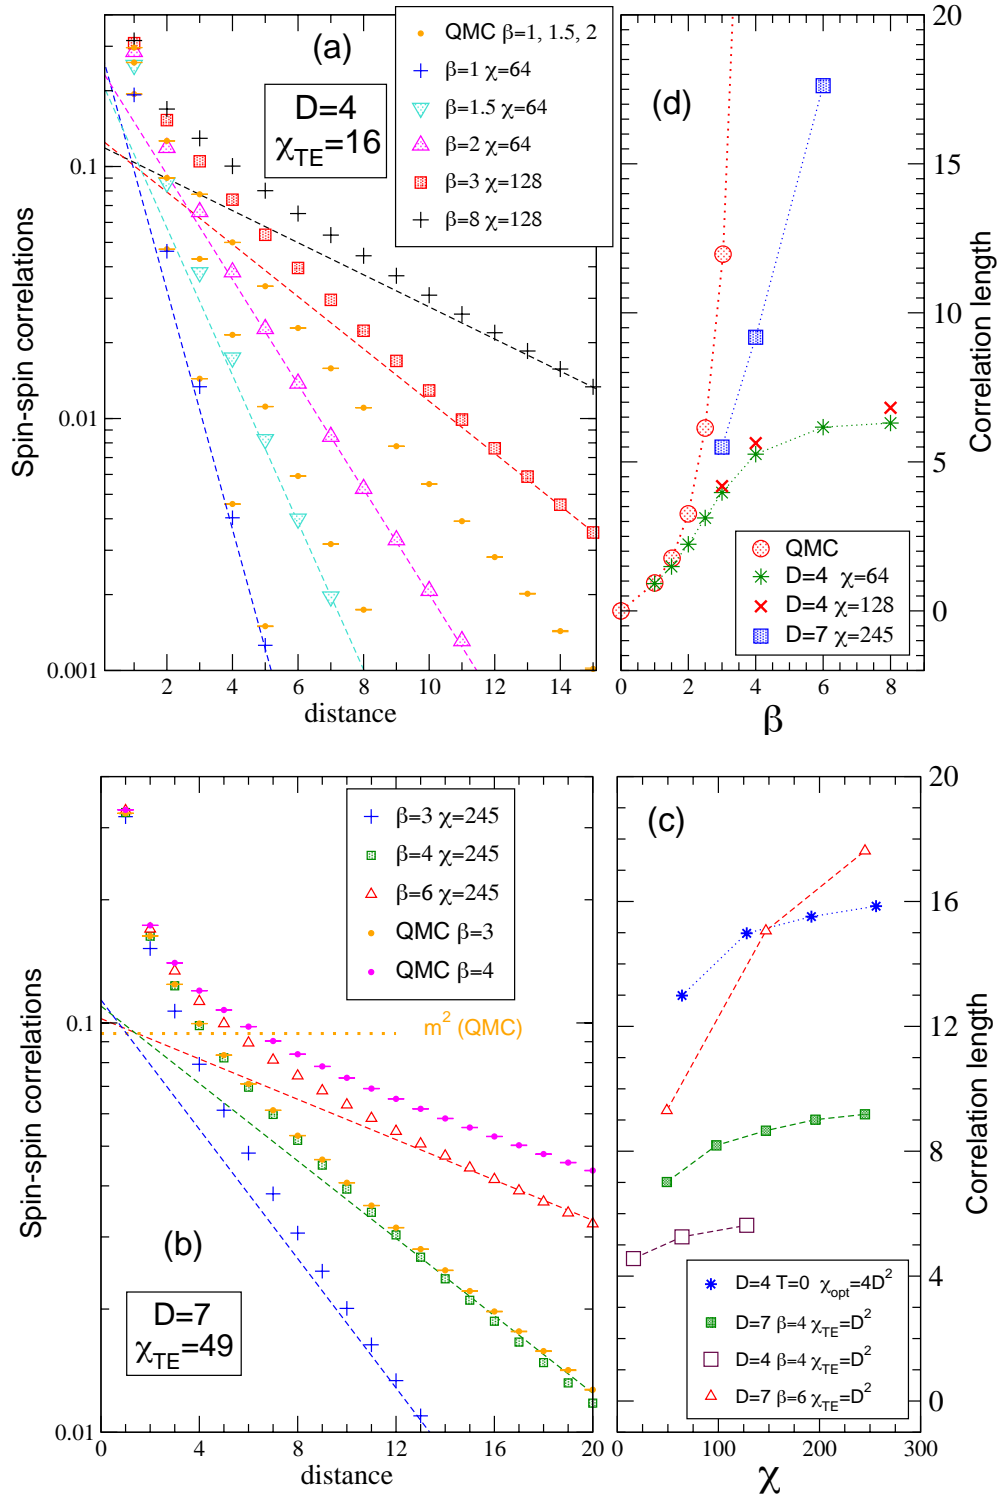 (a)
D=4
χTE=16
QMC β=1, 1.5, 2
β=1 χ=64
β=1.5 χ=64
β=2 χ=64
β=3 χ=128
β=8 χ=128
0.1
0.01
0.001
Spin-spin correlations
2 4 6 8 10 12 14
distance
(d)
20
15
10
5
0
Correlation length
QMC
D=4 χ=64
D=4 χ=128
D=7 χ=245
0 2 4 6 8
β
β=3 χ=245
β=4 χ=245
β=6 χ=245
QMC β=3
QMC β=4
m² (QMC)
(b)
D=7
χTE=49
0.1
0.01
Spin-spin correlations
0 4 8 12 16 20
distance
(c)
20
16
12
8
4
0
Correlation length
D=4 T=0 χopt=4D²
D=7 β=4 χTE=D²
D=4 β=4 χTE=D²
D=7 β=6 χTE=D²
0 100 200 300
χ